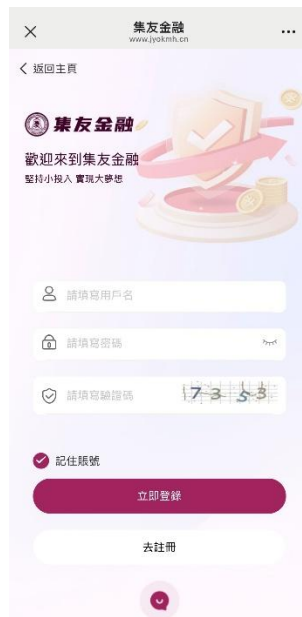 集友金融
www.jyokmh.cn
返回主頁
集友金融
歡迎來到集友金融
堅持小投入 實現大夢想
請填寫用戶名
請填寫密碼
請填寫驗證碼
7353
記住賬號
立即登錄
去註冊